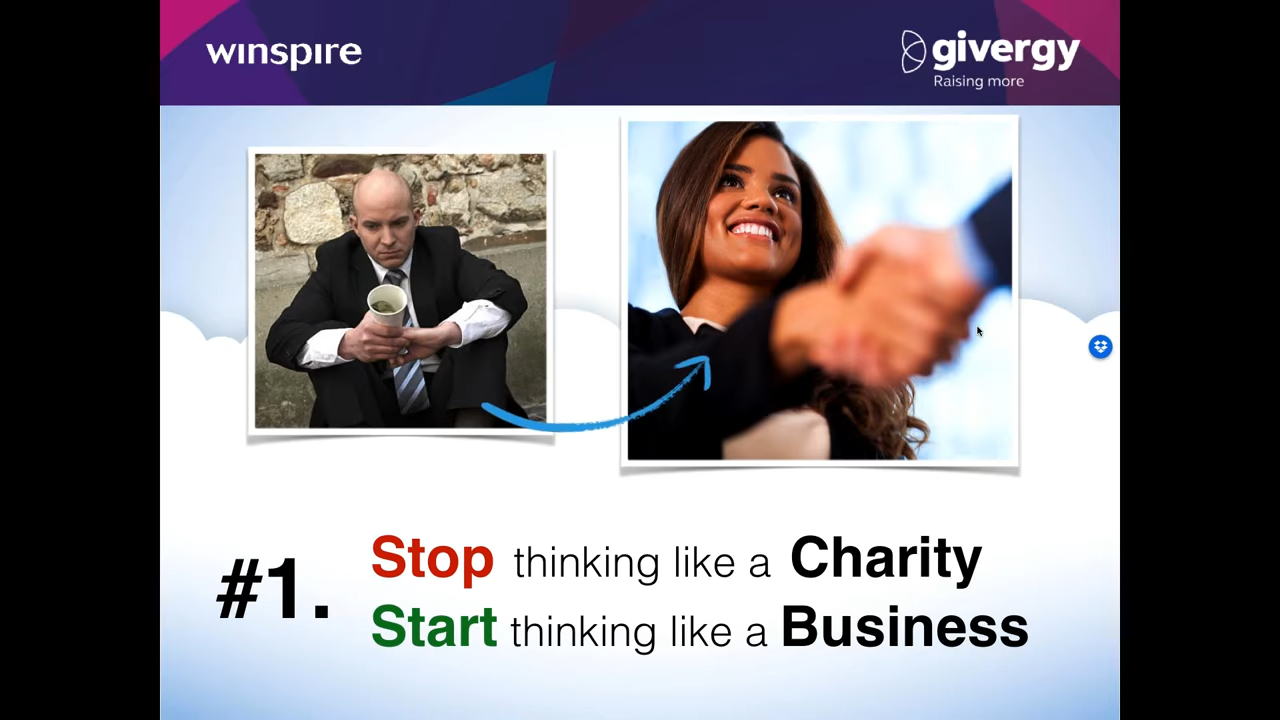 winspire
givergy
Raising more
#1.
Stop thinking like a Charity
Start thinking like a Business